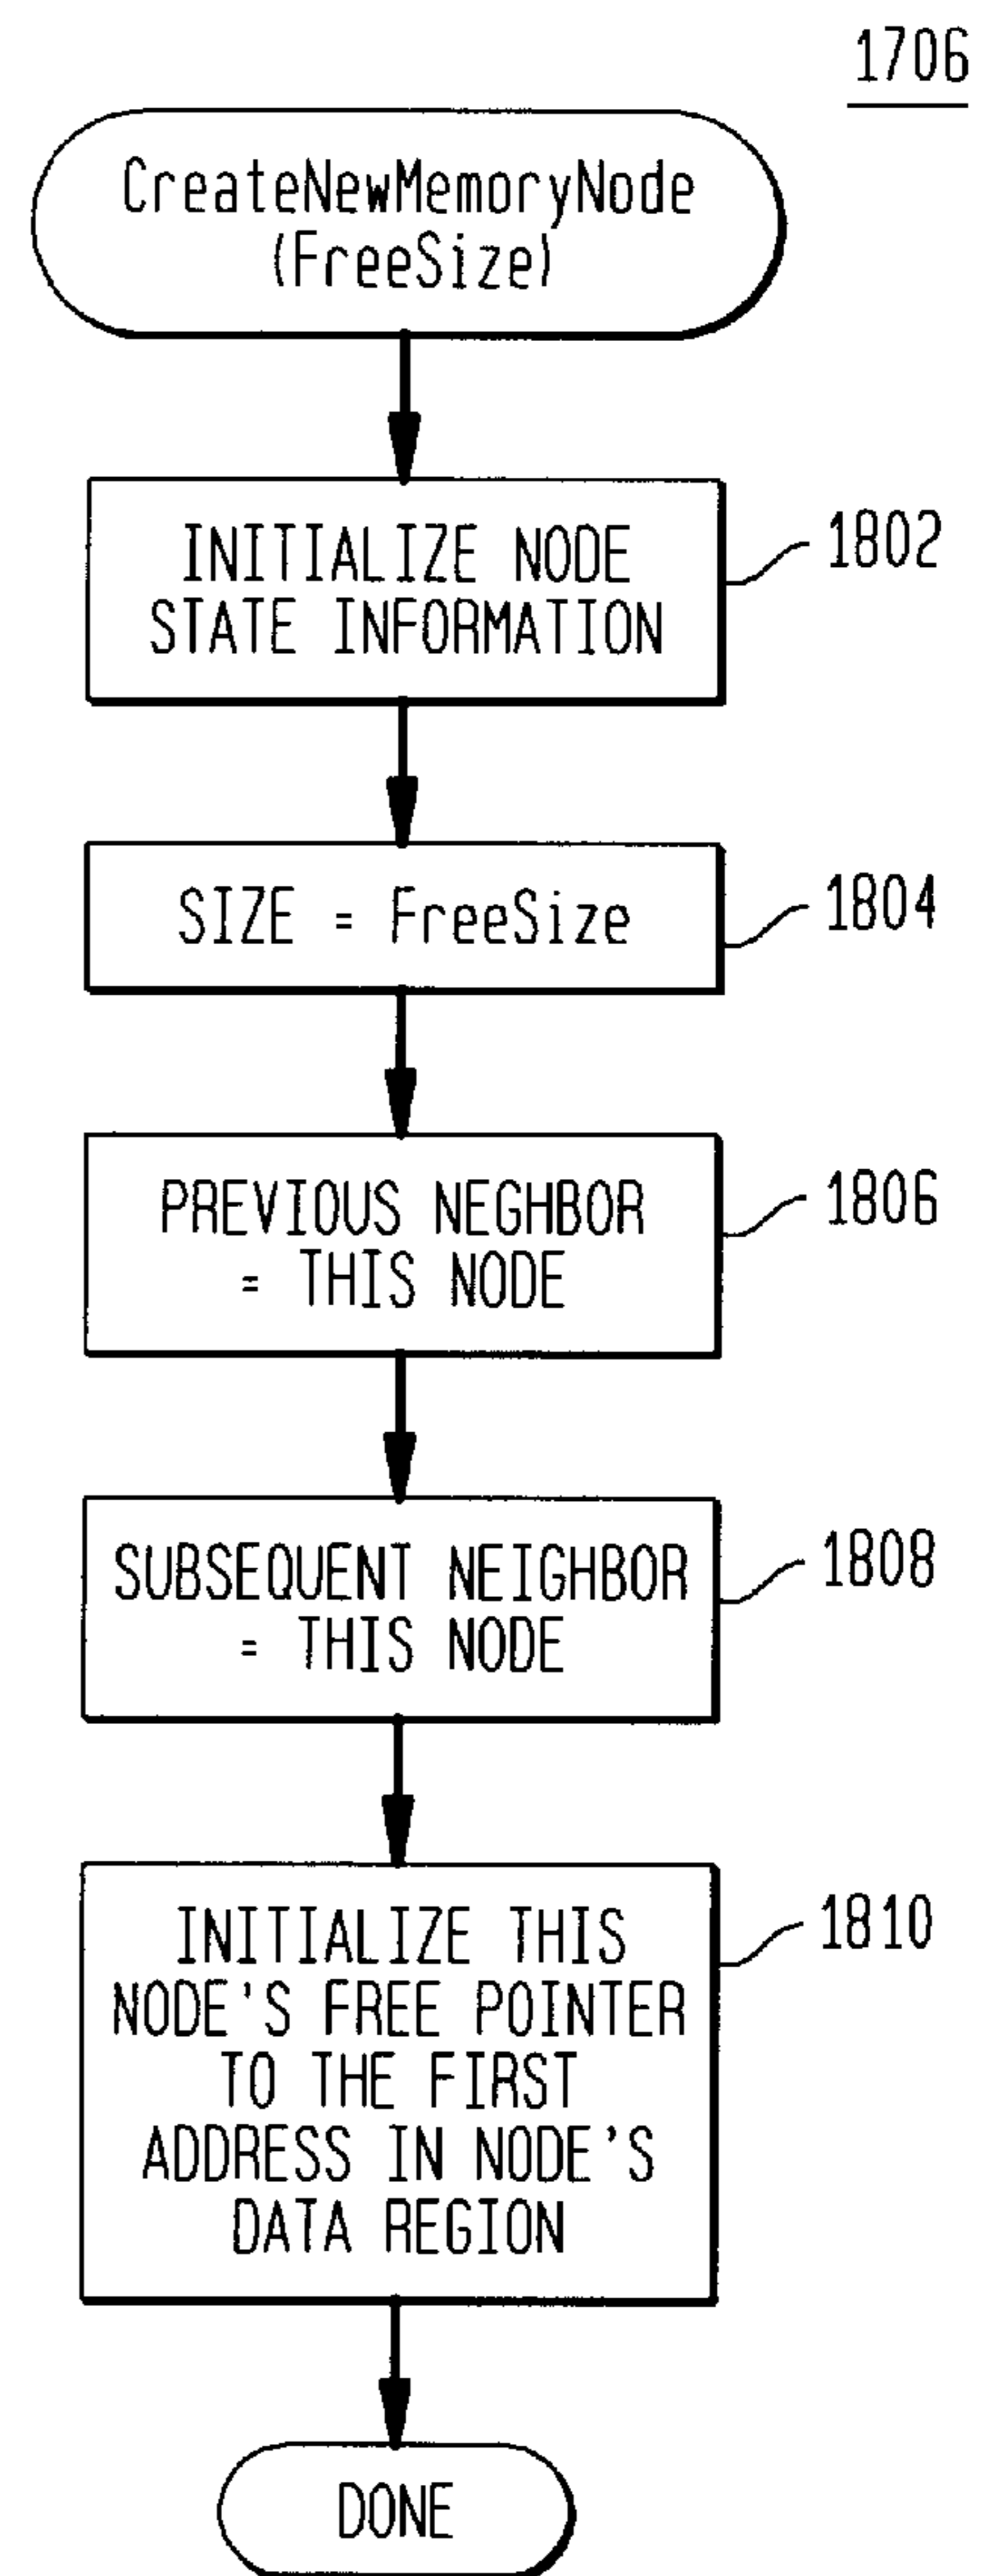 1706
CreateNewMemoryNode
(FreeSize)
INITIALIZE NODE
STATE INFORMATION
1802
SIZE = FreeSize
1804
PREVIOUS NEGHBOR
= THIS NODE
1806
SUBSEQUENT NEIGHBOR
= THIS NODE
1808
INITIALIZE THIS
NODE'S FREE POINTER
TO THE FIRST
ADDRESS IN NODE'S
DATA REGION
1810
DONE